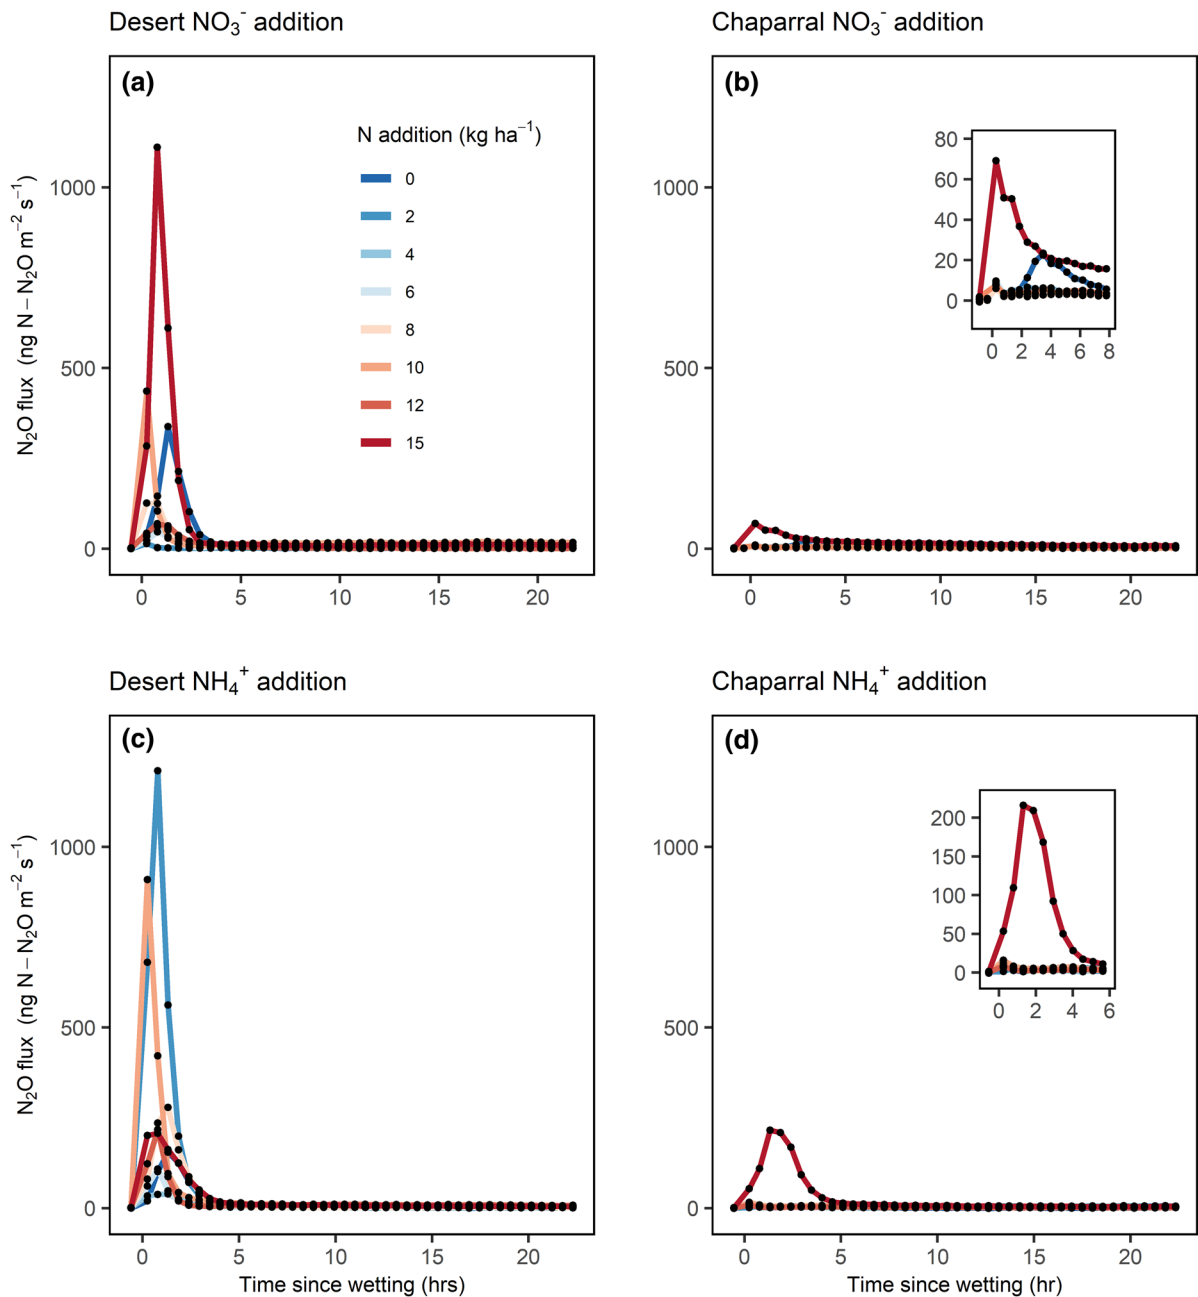 Desert NO₃⁻ addition
Chaparral NO₃⁻ addition
(a)
N addition (kg ha⁻¹)
0
2
4
6
8
10
12
15
1000
500
0
N₂O flux (ng N – N₂O m⁻² s⁻¹)
0 5 10 15 20
(b)
80
60
40
20
0
0 2 4 6 8
1000
500
0
0 5 10 15 20
Desert NH₄⁺ addition
Chaparral NH₄⁺ addition
(c)
1000
500
0
N₂O flux (ng N – N₂O m⁻² s⁻¹)
0 5 10 15 20
Time since wetting (hrs)
(d)
200
150
100
50
0
0 2 4 6
1000
500
0
0 5 10 15 20
Time since wetting (hr)